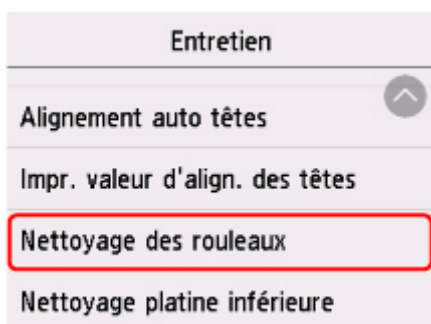 Entretien
Alignement auto têtes
Impr. valeur d'align. des têtes
Nettoyage des rouleaux
Nettoyage platine inférieure